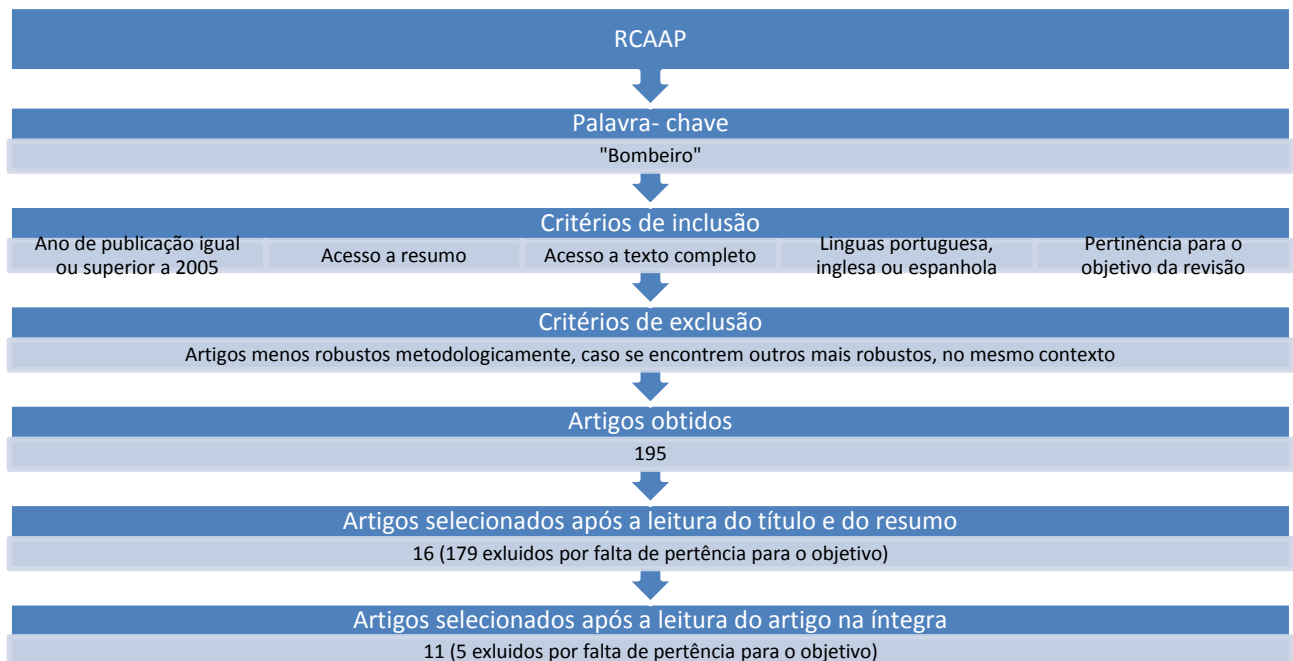 RCAAP
Palavra- chave
"Bombeiro"
Critérios de inclusão
Ano de publicação igual
ou superior a 2005
Acesso a resumo
Acesso a texto completo
Linguas portuguesa,
inglesa ou espanhola
Pertinência para o
objetivo da revisão
Critérios de exclusão
Artigos menos robustos metodologicamente, caso se encontrem outros mais robustos, no mesmo contexto
Artigos obtidos
195
Artigos selecionados após a leitura do título e do resumo
16 (179 exluidos por falta de pertência para o objetivo)
Artigos selecionados após a leitura do artigo na íntegra
11 (5 exluidos por falta de pertência para o objetivo)